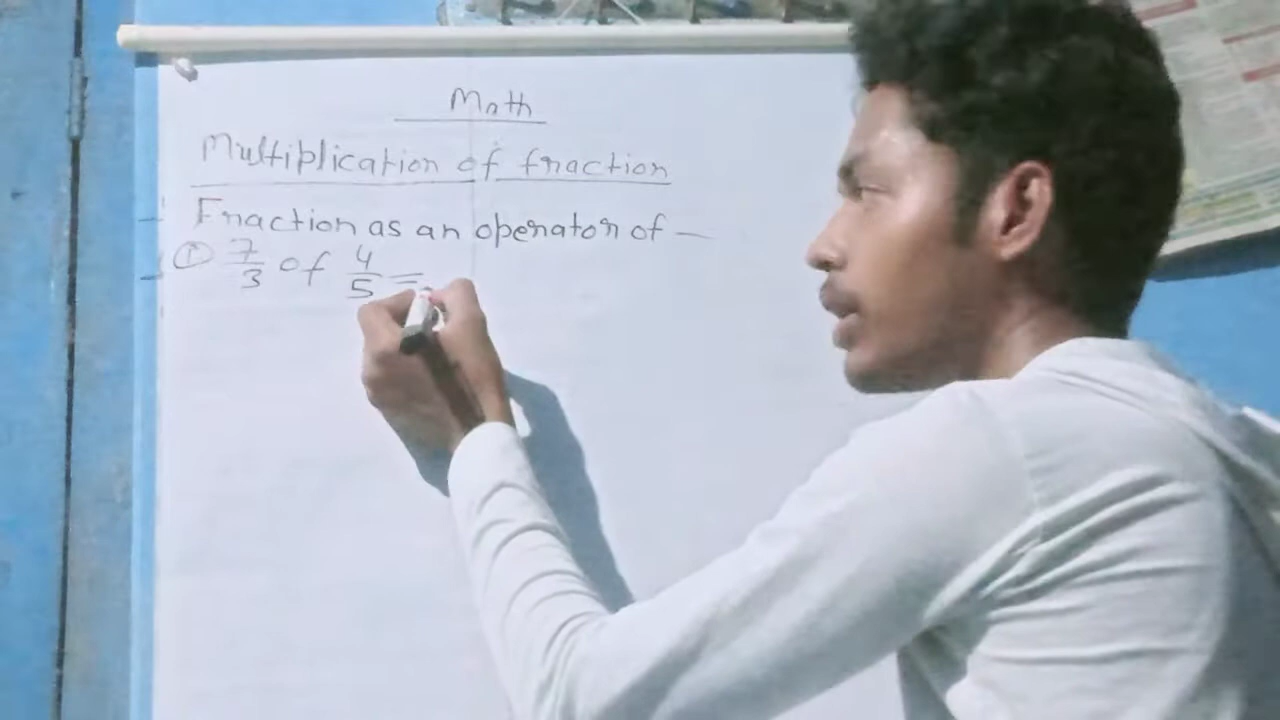 Math
Multiplication of fraction
Fraction as an operator of —
① 7/3 of 4/5 =